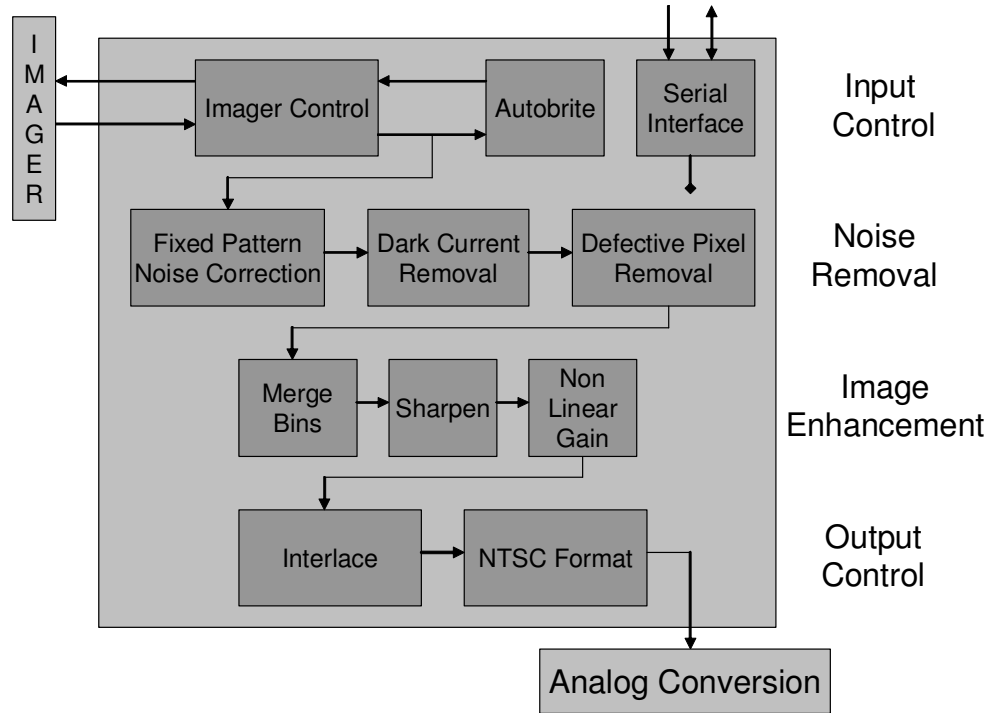 IMAGER
Imager Control
Autobrite
Serial
Interface
Input
Control
Fixed Pattern
Noise Correction
Dark Current
Removal
Defective Pixel
Removal
Noise
Removal
Merge
Bins
Sharpen
Non
Linear
Gain
Image
Enhancement
Interlace
NTSC Format
Output
Control
Analog Conversion